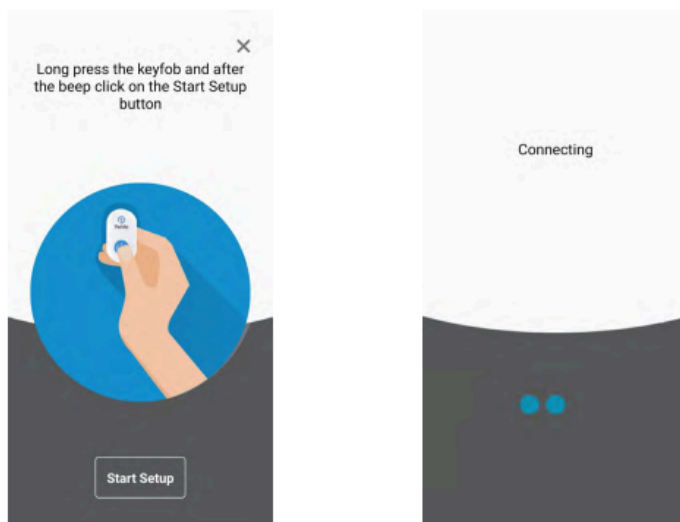 Long press the keyfob and after
the beep click on the Start Setup
button
Start Setup
Connecting